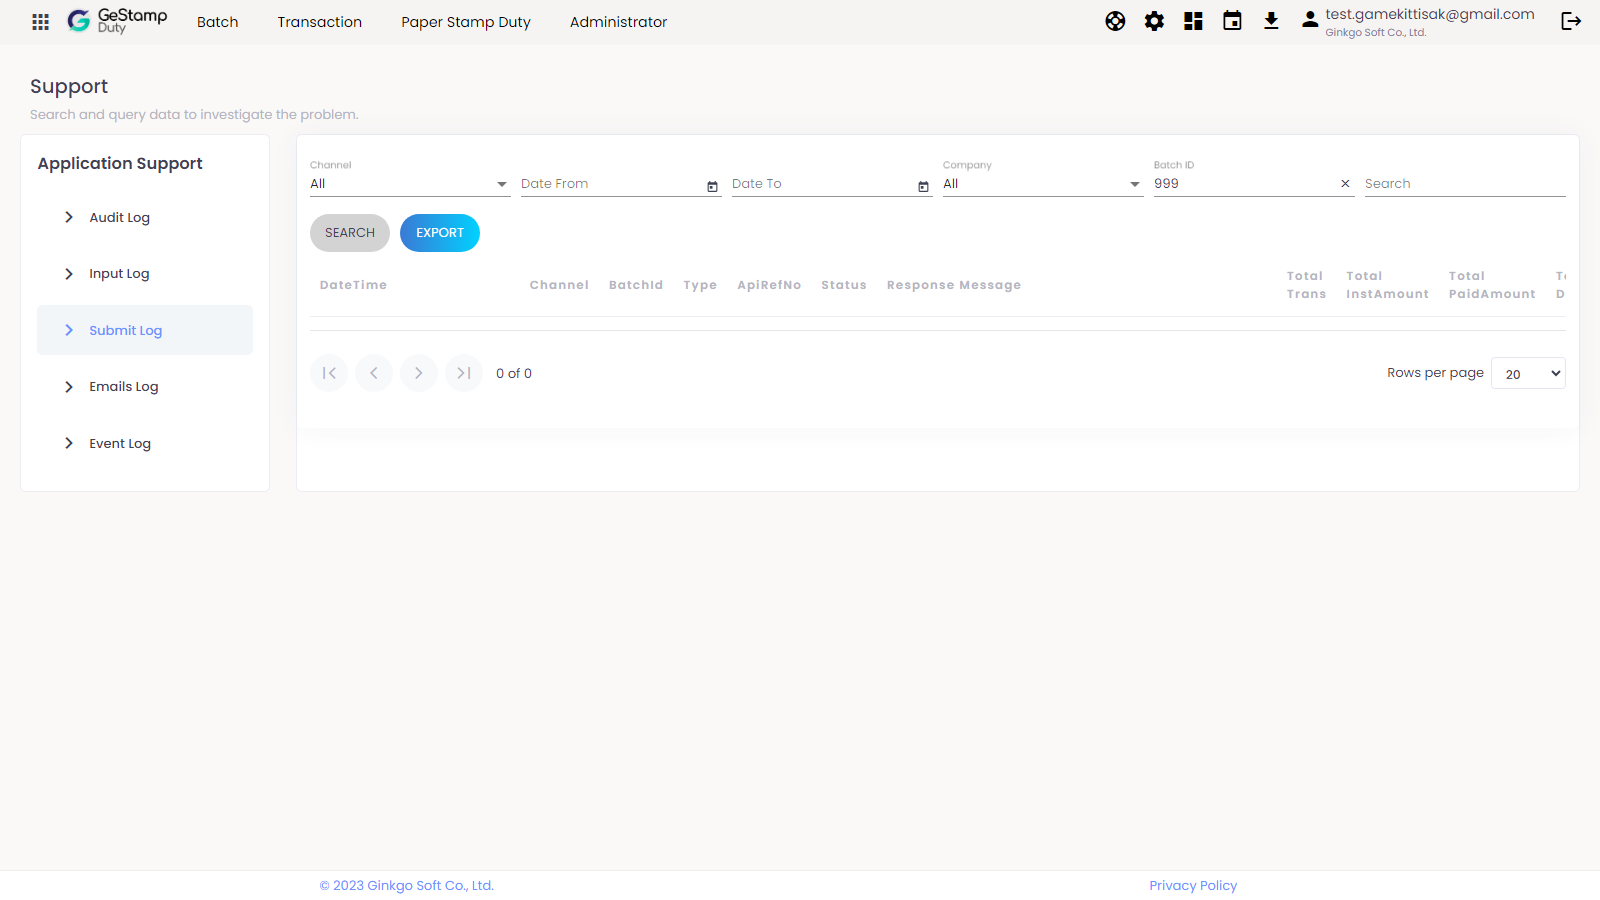 GeStamp
Duty
Batch
Transaction
Paper Stamp Duty
Administrator
test.gamekittisak@gmail.com
Ginkgo Soft Co., Ltd.
Support
Search and query data to investigate the problem.
Application Support
Audit Log
Input Log
Submit Log
Emails Log
Event Log
Channel
All
Date From
Date To
Company
All
Batch ID
999
Search
SEARCH
EXPORT
DateTime
Channel
BatchId
Type
ApiRefNo
Status
Response Message
Total
Trans
Total
InstAmount
Total
PaidAmount
D
0 of 0
Rows per page
20
© 2023 Ginkgo Soft Co., Ltd.
Privacy Policy